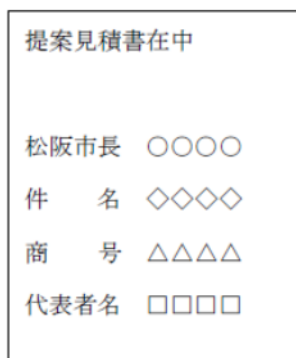 提案見積書在中
松阪市長　○○○○
件　　名　◇◇◇◇
商　　号　△△△△
代表者名　□□□□